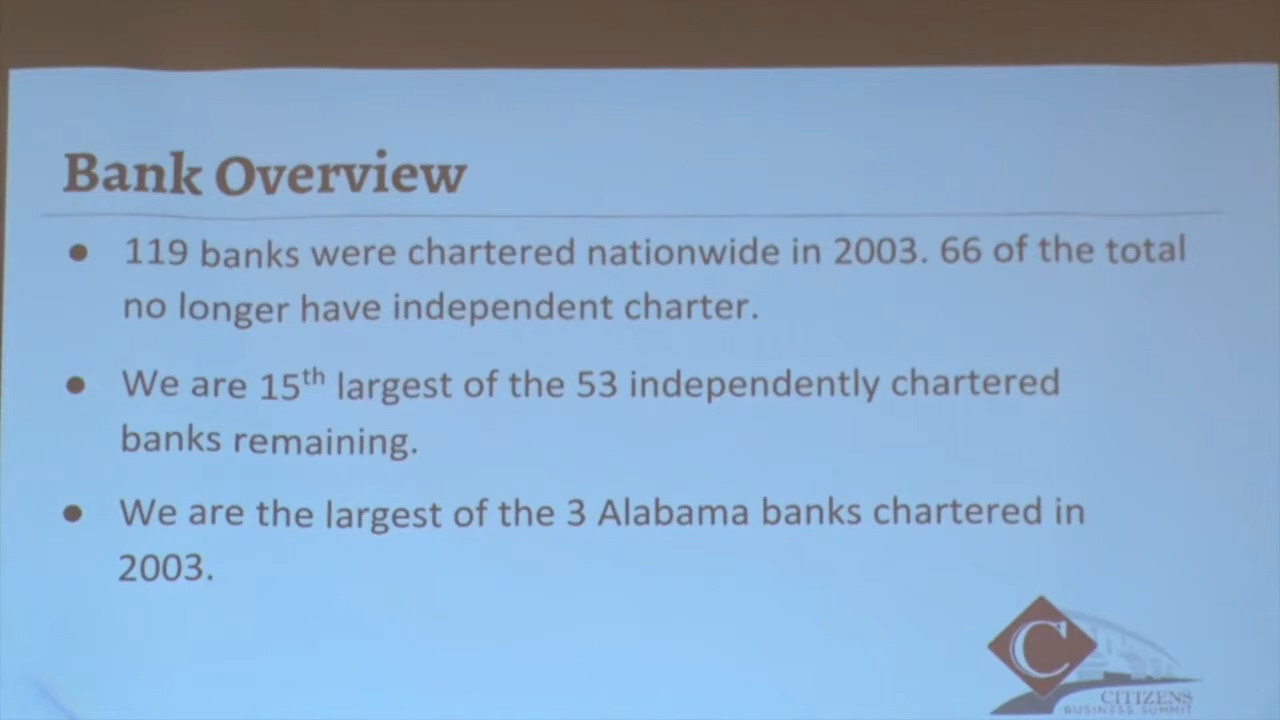 Bank Overview
● 119 banks were chartered nationwide in 2003. 66 of the total
no longer have independent charter.
● We are 15th largest of the 53 independently chartered
banks remaining.
● We are the largest of the 3 Alabama banks chartered in
2003.
C
CITIZENS
BUSINESS SUMMIT